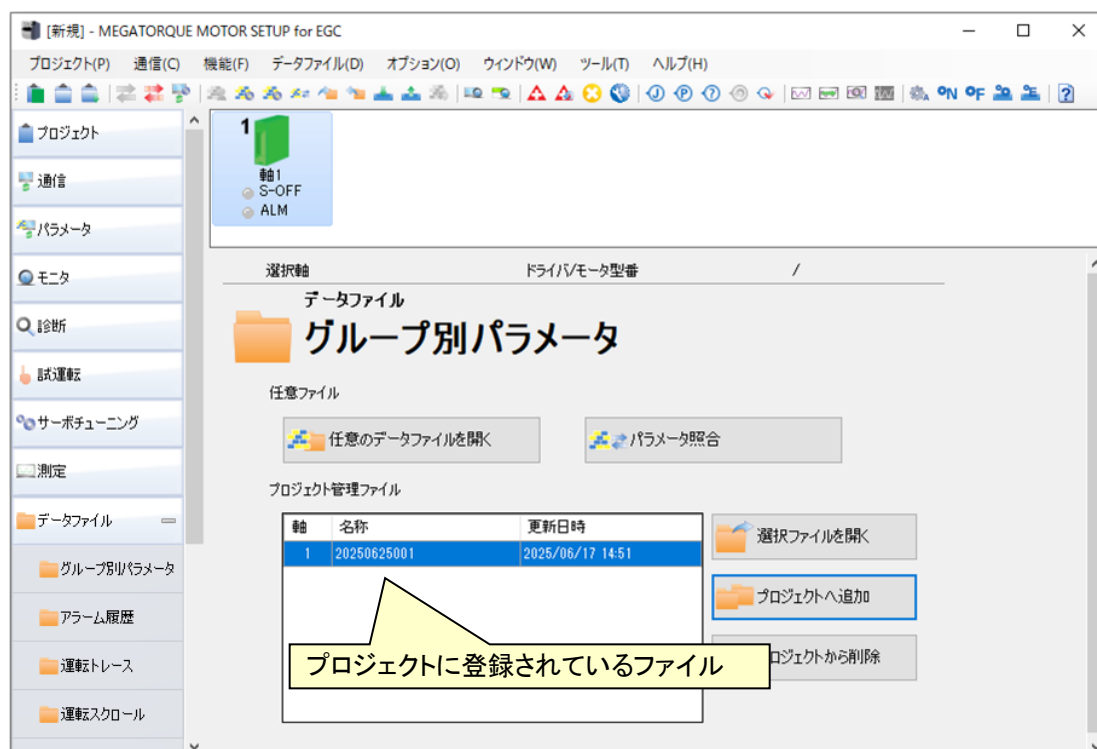 [新規] - MEGATORQUE MOTOR SETUP for EGC
プロジェクト(P) 通信(C) 機能(F) データファイル(D) オプション(O) ウィンドウ(W) ツール(T) ヘルプ(H)
プロジェクト
通信
パラメータ
モニタ
診断
試運転
サーボチューニング
測定
データファイル
グループ別パラメータ
アラーム履歴
運転トレース
運転スクロール
1
軸1
S-OFF
ALM
選択軸 ドライバ/モータ型番 /
データファイル
グループ別パラメータ
任意ファイル
任意のデータファイルを開く パラメータ照合
プロジェクト管理ファイル
軸 名称 更新日時
1 20250625001 2025/06/17 14:51
選択ファイルを開く
プロジェクトへ追加
ロジェクトから削除
プロジェクトに登録されているファイル